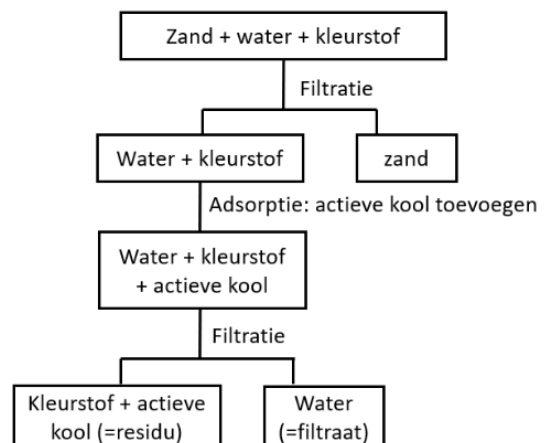 Zand + water + kleurstof
Filtratie
Water + kleurstof
zand
Adsorptie: actieve kool toevoegen
Water + kleurstof
+ actieve kool
Filtratie
Kleurstof + actieve
kool (=residu)
Water
(=filtraat)